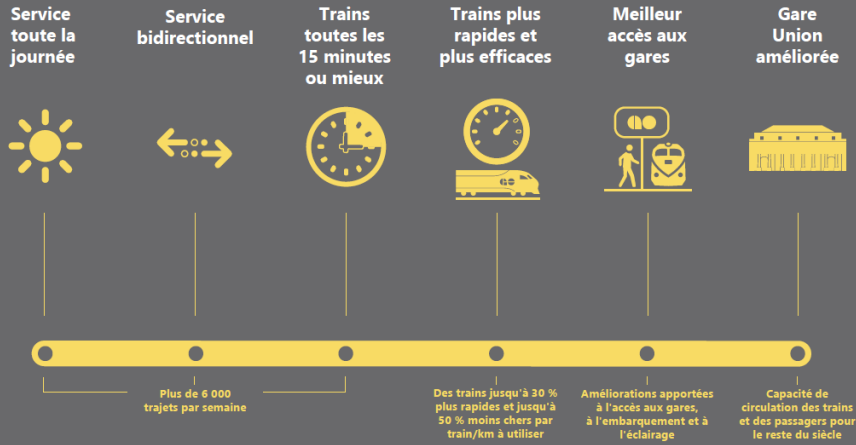 Service
toute la
journée
Service
bidirectionnel
Trains
toutes les
15 minutes
ou mieux
Trains plus
rapides et
plus efficaces
Meilleur
accès aux
gares
Gare
Union
améliorée
GO
GO
Plus de 6 000
trajets par semaine
Des trains jusqu'à 30 %
plus rapides et jusqu'à
50 % moins chers par
train/km à utiliser
Améliorations apportées
à l'accès aux gares,
à l'embarquement et à
l'éclairage
Capacité de
circulation des trains
et des passagers pour
le reste du siècle